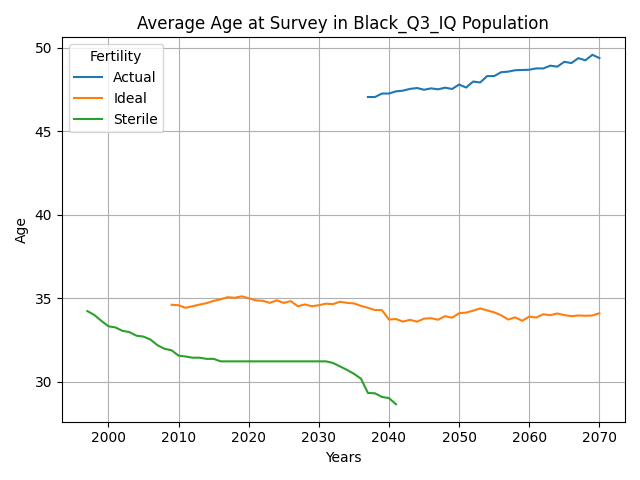 Average Age at Survey in Black_Q3_IQ Population
Fertility
Actual
Ideal
Sterile
50
45
40
35
30
Age
2000 2010 2020 2030 2040 2050 2060 2070
Years